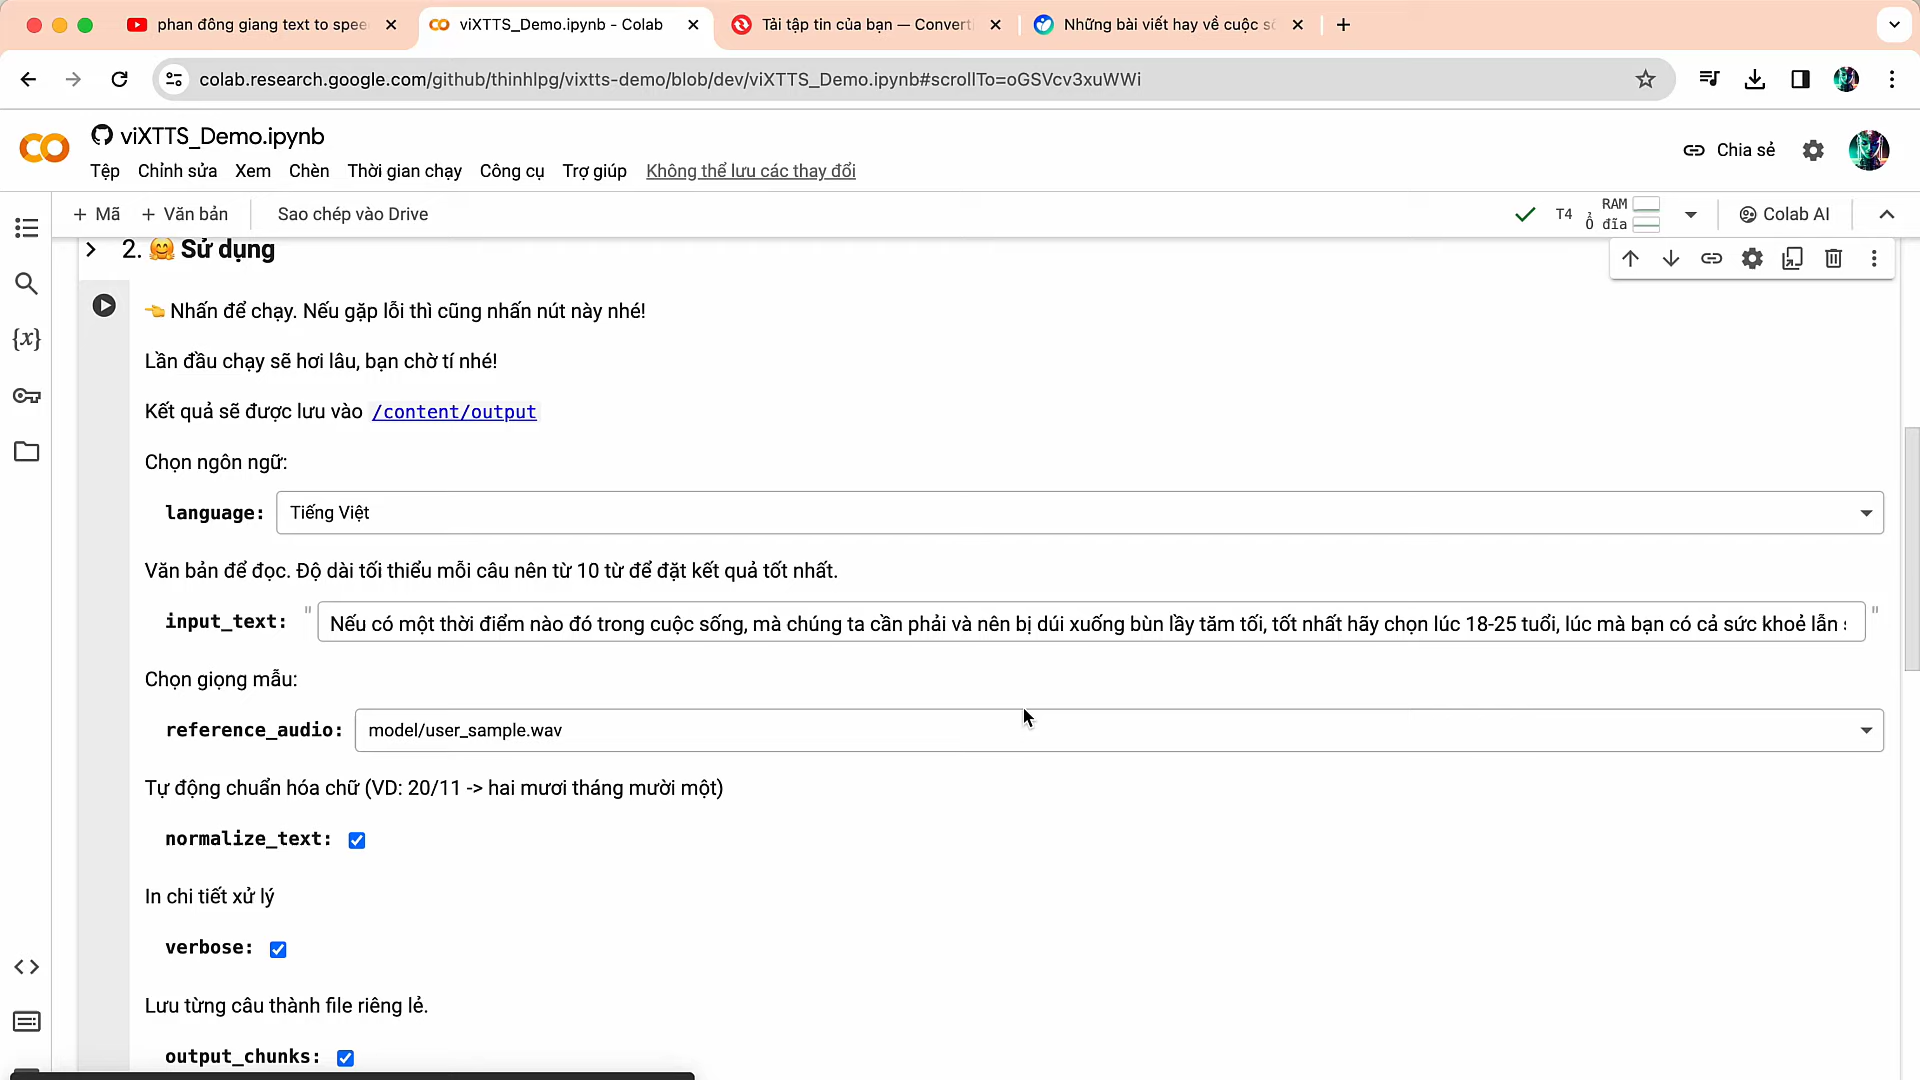 phan đông giang text to spee
viXTTS_Demo.ipynb - Colab
Tải tập tin của bạn — Convert
Những bài viết hay về cuộc số
colab.research.google.com/github/thinhlpg/vixtts-demo/blob/dev/viXTTS_Demo.ipynb#scrollTo=oGSVcv3xuWWi
viXTTS_Demo.ipynb
Tệp Chỉnh sửa Xem Chèn Thời gian chạy Công cụ Trợ giúp Không thể lưu các thay đổi
Chia sẻ
+ Mã + Văn bản Sao chép vào Drive
T4 RAM
Ổ đĩa
Colab AI
2. 🤗 Sử dụng
👈 Nhấn để chạy. Nếu gặp lỗi thì cũng nhấn nút này nhé!
Lần đầu chạy sẽ hơi lâu, bạn chờ tí nhé!
Kết quả sẽ được lưu vào /content/output
Chọn ngôn ngữ:
language: Tiếng Việt
Văn bản để đọc. Độ dài tối thiểu mỗi câu nên từ 10 từ để đặt kết quả tốt nhất.
input_text: " Nếu có một thời điểm nào đó trong cuộc sống, mà chúng ta cần phải và nên bị dúi xuống bùn lầy tăm tối, tốt nhất hãy chọn lúc 18-25 tuổi, lúc mà bạn có cả sức khoẻ lẫn "
Chọn giọng mẫu:
reference_audio: model/user_sample.wav
Tự động chuẩn hóa chữ (VD: 20/11 -> hai mươi tháng mười một)
normalize_text:
In chi tiết xử lý
verbose:
Lưu từng câu thành file riêng lẻ.
output_chunks: